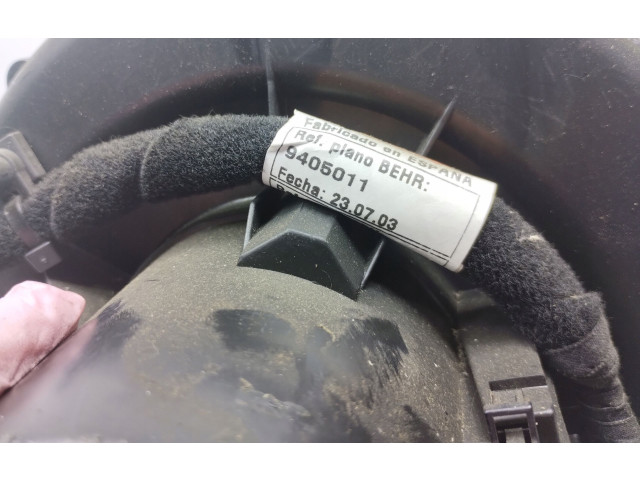 Fabricado en ESPAÑA
Ref. plano BEHR:
9405011
Fecha: 23.07.03